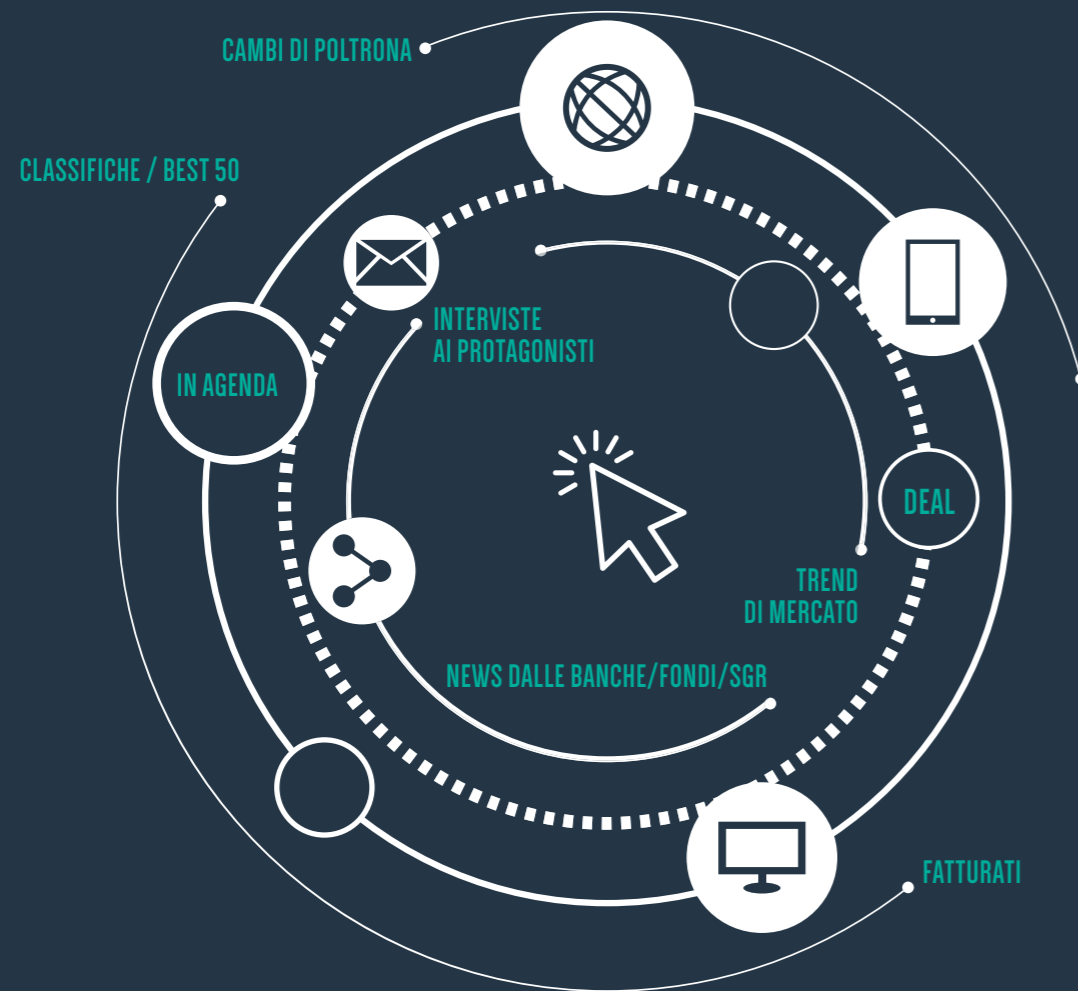 CAMBI DI POLTRONA
CLASSIFICHE / BEST 50
INTERVISTE
AI PROTAGONISTI
IN AGENDA
DEAL
TREND
DI MERCATO
NEWS DALLE BANCHE/FONDI/SGR
FATTURATI